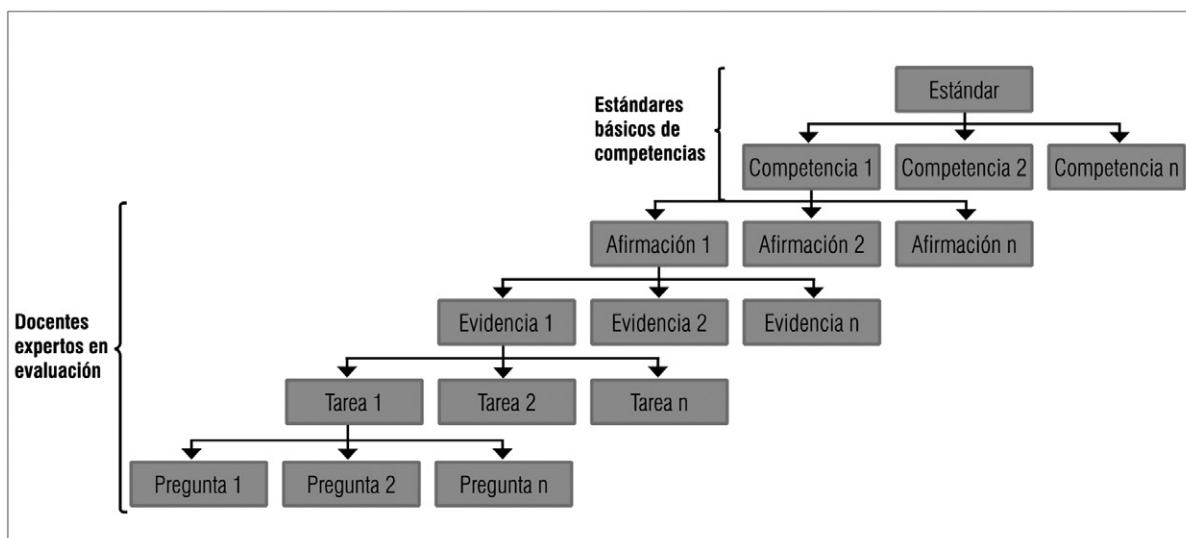 Estándares
básicos de
competencias
Estándar
Competencia 1
Competencia 2
Competencia n
Docentes
expertos en
evaluación
Afirmación 1
Afirmación 2
Afirmación n
Evidencia 1
Evidencia 2
Evidencia n
Tarea 1
Tarea 2
Tarea n
Pregunta 1
Pregunta 2
Pregunta n